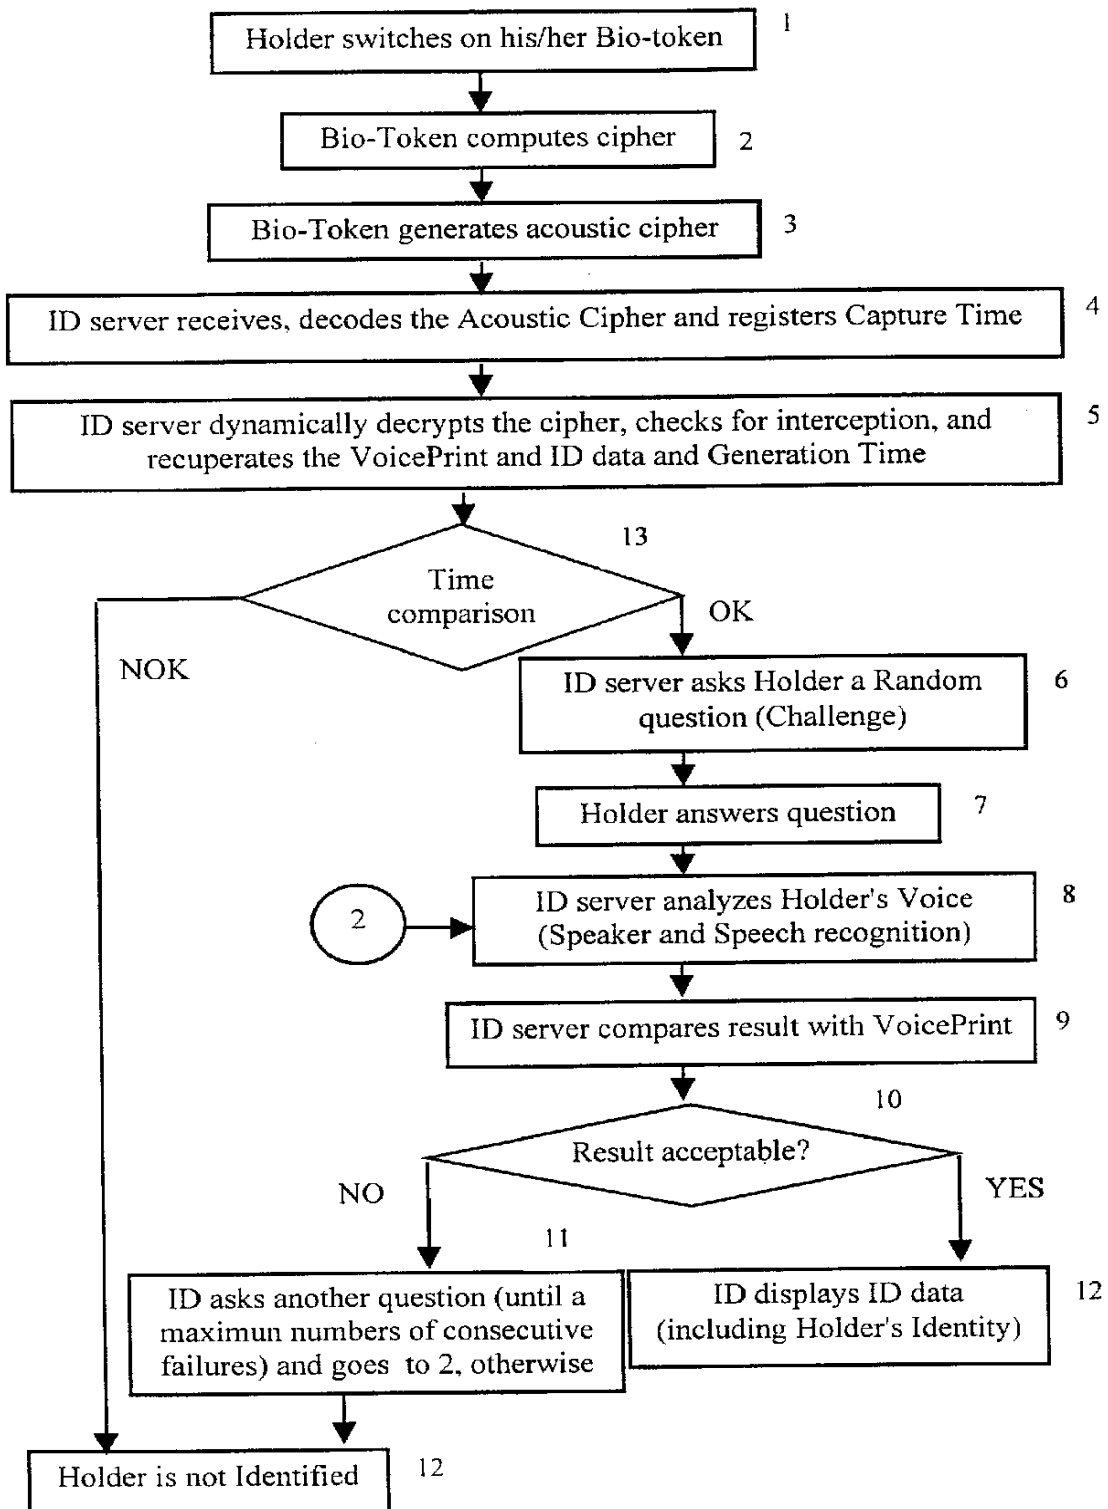 Holder switches on his/her Bio-token
1
Bio-Token computes cipher
2
Bio-Token generates acoustic cipher
3
ID server receives, decodes the Acoustic Cipher and registers Capture Time
4
ID server dynamically decrypts the cipher, checks for interception, and
recuperates the VoicePrint and ID data and Generation Time
5
13
Time
comparison
OK
NOK
ID server asks Holder a Random
question (Challenge)
6
Holder answers question
7
2
ID server analyzes Holder's Voice
(Speaker and Speech recognition)
8
ID server compares result with VoicePrint
9
10
Result acceptable?
NO
YES
11
ID asks another question (until a
maximun numbers of consecutive
failures) and goes to 2, otherwise
ID displays ID data
(including Holder's Identity)
12
Holder is not Identified
12